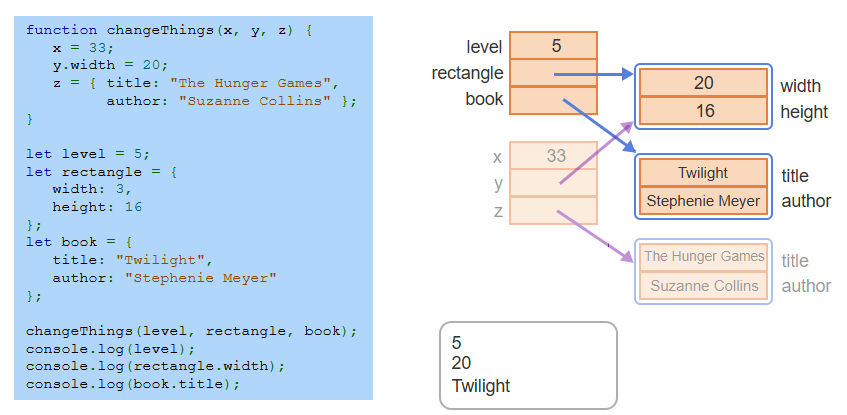 function changeThings(x, y, z) {
   x = 33;
   y.width = 20;
   z = { title: "The Hunger Games",
         author: "Suzanne Collins" };
}

let level = 5;
let rectangle = {
   width: 3,
   height: 16
};
let book = {
   title: "Twilight",
   author: "Stephenie Meyer"
};

changeThings(level, rectangle, book);
console.log(level);
console.log(rectangle.width);
console.log(book.title);

level 5
rectangle
book
20 width
16 height
x 33
y
z
Twilight title
Stephenie Meyer author
The Hunger Games title
Suzanne Collins author
5
20
Twilight